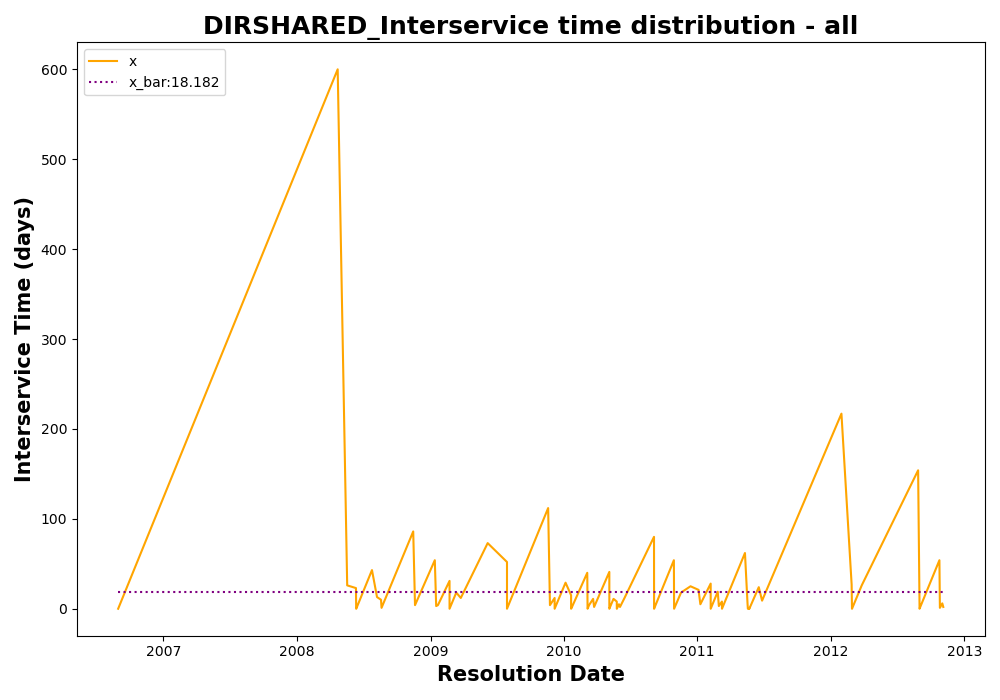 DIRSHARED_Interservice time distribution - all
x
x_bar:18.182
Interservice Time (days)
600
500
400
300
200
100
0
2007 2008 2009 2010 2011 2012 2013
Resolution Date